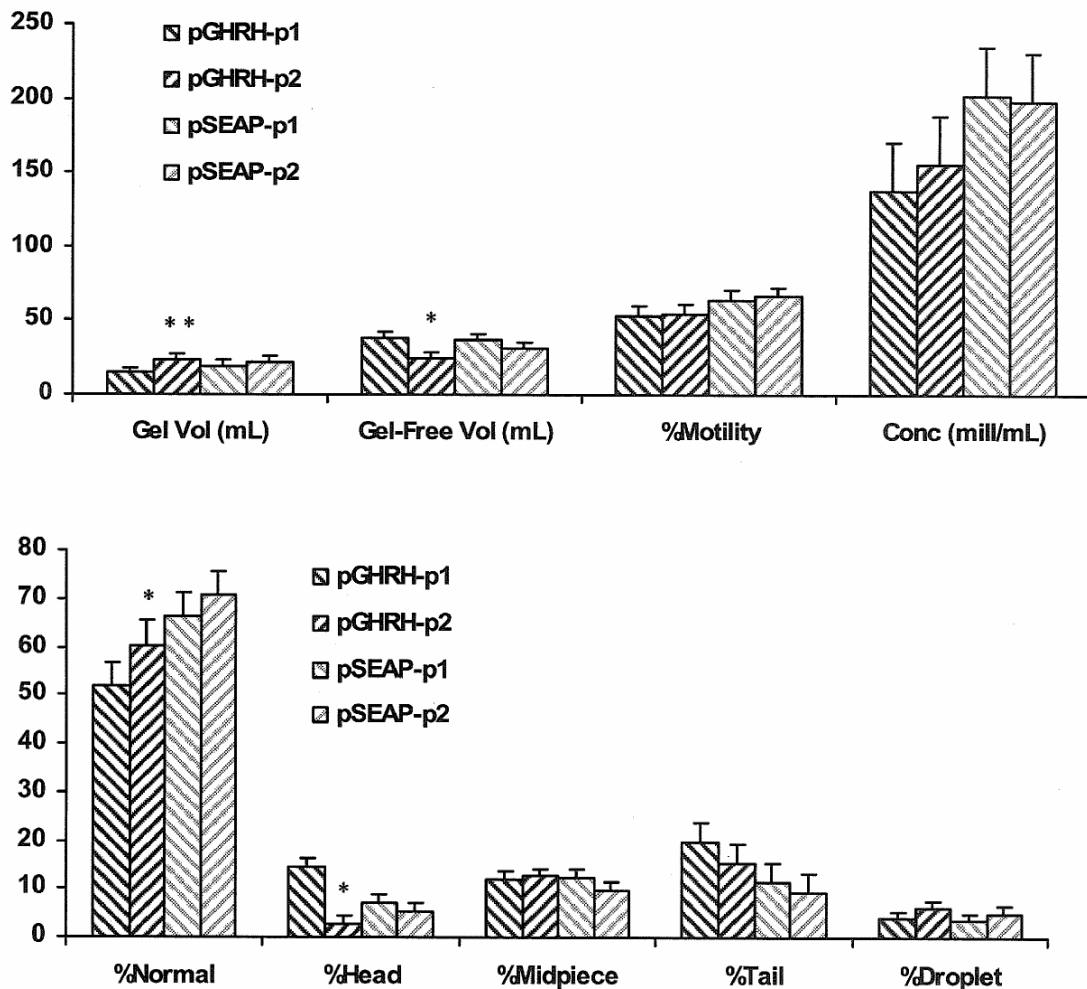 250
200
150
100
50
0
pGHRH-p1
pGHRH-p2
pSEAP-p1
pSEAP-p2
* *
*
Gel Vol (mL) Gel-Free Vol (mL) %Motility Conc (mill/mL)
80
70
60
50
40
30
20
10
0
pGHRH-p1
pGHRH-p2
pSEAP-p1
pSEAP-p2
*
*
%Normal %Head %Midpiece %Tail %Droplet